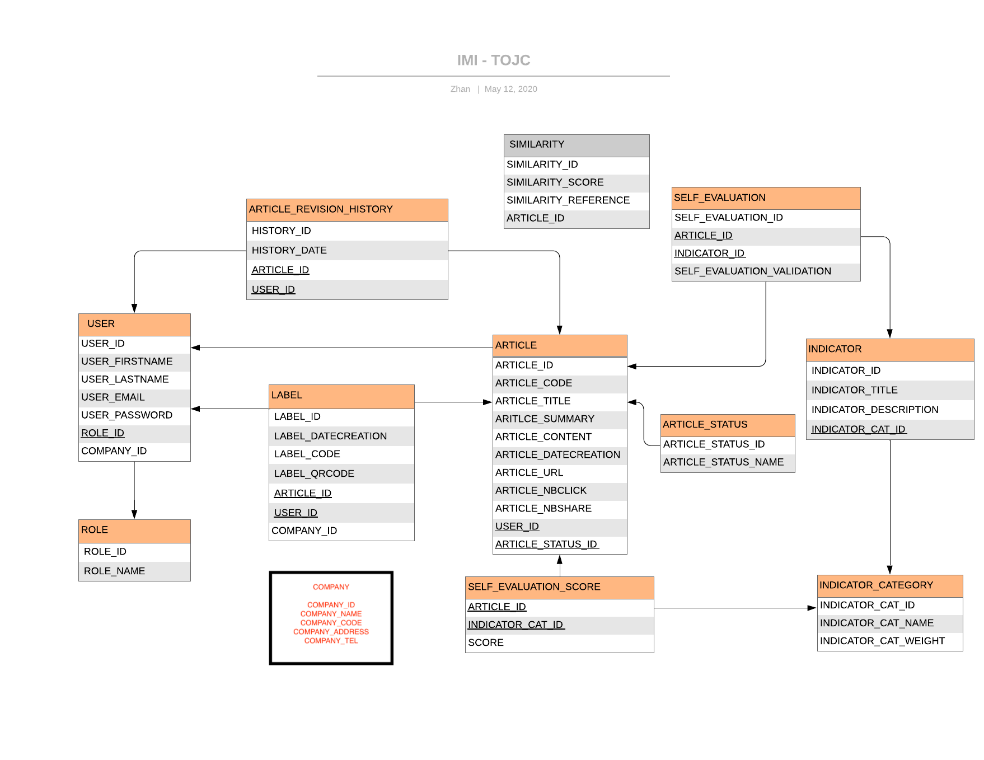 IMI - TOJC
Zhan | May 12, 2020
SIMILARITY
SIMILARITY_ID
SIMILARITY_SCORE
SIMILARITY_REFERENCE
ARTICLE_ID
SELF_EVALUATION
SELF_EVALUATION_ID
ARTICLE_ID
INDICATOR_ID
SELF_EVALUATION_VALIDATION
ARTICLE_REVISION_HISTORY
HISTORY_ID
HISTORY_DATE
ARTICLE_ID
USER_ID
USER
USER_ID
USER_FIRSTNAME
USER_LASTNAME
USER_EMAIL
USER_PASSWORD
ROLE_ID
COMPANY_ID
ARTICLE
ARTICLE_ID
ARTICLE_CODE
ARTICLE_TITLE
ARITLCE_SUMMARY
ARTICLE_CONTENT
ARTICLE_DATECREATION
ARTICLE_URL
ARTICLE_NBCLICK
ARTICLE_NBSHARE
USER_ID
ARTICLE_STATUS_ID
INDICATOR
INDICATOR_ID
INDICATOR_TITLE
INDICATOR_DESCRIPTION
INDICATOR_CAT_ID
LABEL
LABEL_ID
LABEL_DATECREATION
LABEL_CODE
LABEL_QRCODE
ARTICLE_ID
USER_ID
COMPANY_ID
ARTICLE_STATUS
ARTICLE_STATUS_ID
ARTICLE_STATUS_NAME
ROLE
ROLE_ID
ROLE_NAME
COMPANY
COMPANY_ID
COMPANY_NAME
COMPANY_CODE
COMPANY_ADDRESS
COMPANY_TEL
SELF_EVALUATION_SCORE
ARTICLE_ID
INDICATOR_CAT_ID
SCORE
INDICATOR_CATEGORY
INDICATOR_CAT_ID
INDICATOR_CAT_NAME
INDICATOR_CAT_WEIGHT